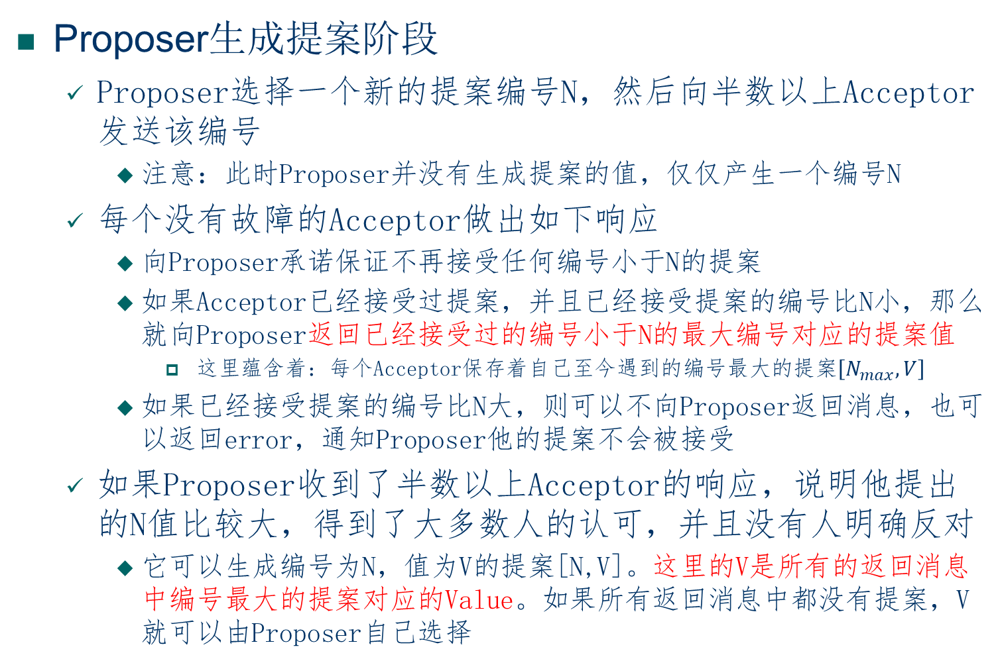 Proposer生成提案阶段
Proposer选择一个新的提案编号N，然后向半数以上Acceptor
发送该编号
注意：此时Proposer并没有生成提案的值，仅仅产生一个编号N
每个没有故障的Acceptor做出如下响应
向Proposer承诺保证不再接受任何编号小于N的提案
如果Acceptor已经接受过提案，并且已经接受提案的编号比N小，那么
就向Proposer返回已经接受过的编号小于N的最大编号对应的提案值
这里蕴含着：每个Acceptor保存着自己至今遇到的编号最大的提案[N_max,V]
如果已经接受提案的编号比N大，则可以不向Proposer返回消息，也可
以返回error，通知Proposer他的提案不会被接受
如果Proposer收到了半数以上Acceptor的响应，说明他提出
的N值比较大，得到了大多数人的认可，并且没有人明确反对
它可以生成编号为N，值为V的提案[N,V]。这里的V是所有的返回消息
中编号最大的提案对应的Value。如果所有返回消息中都没有提案，V
就可以由Proposer自己选择